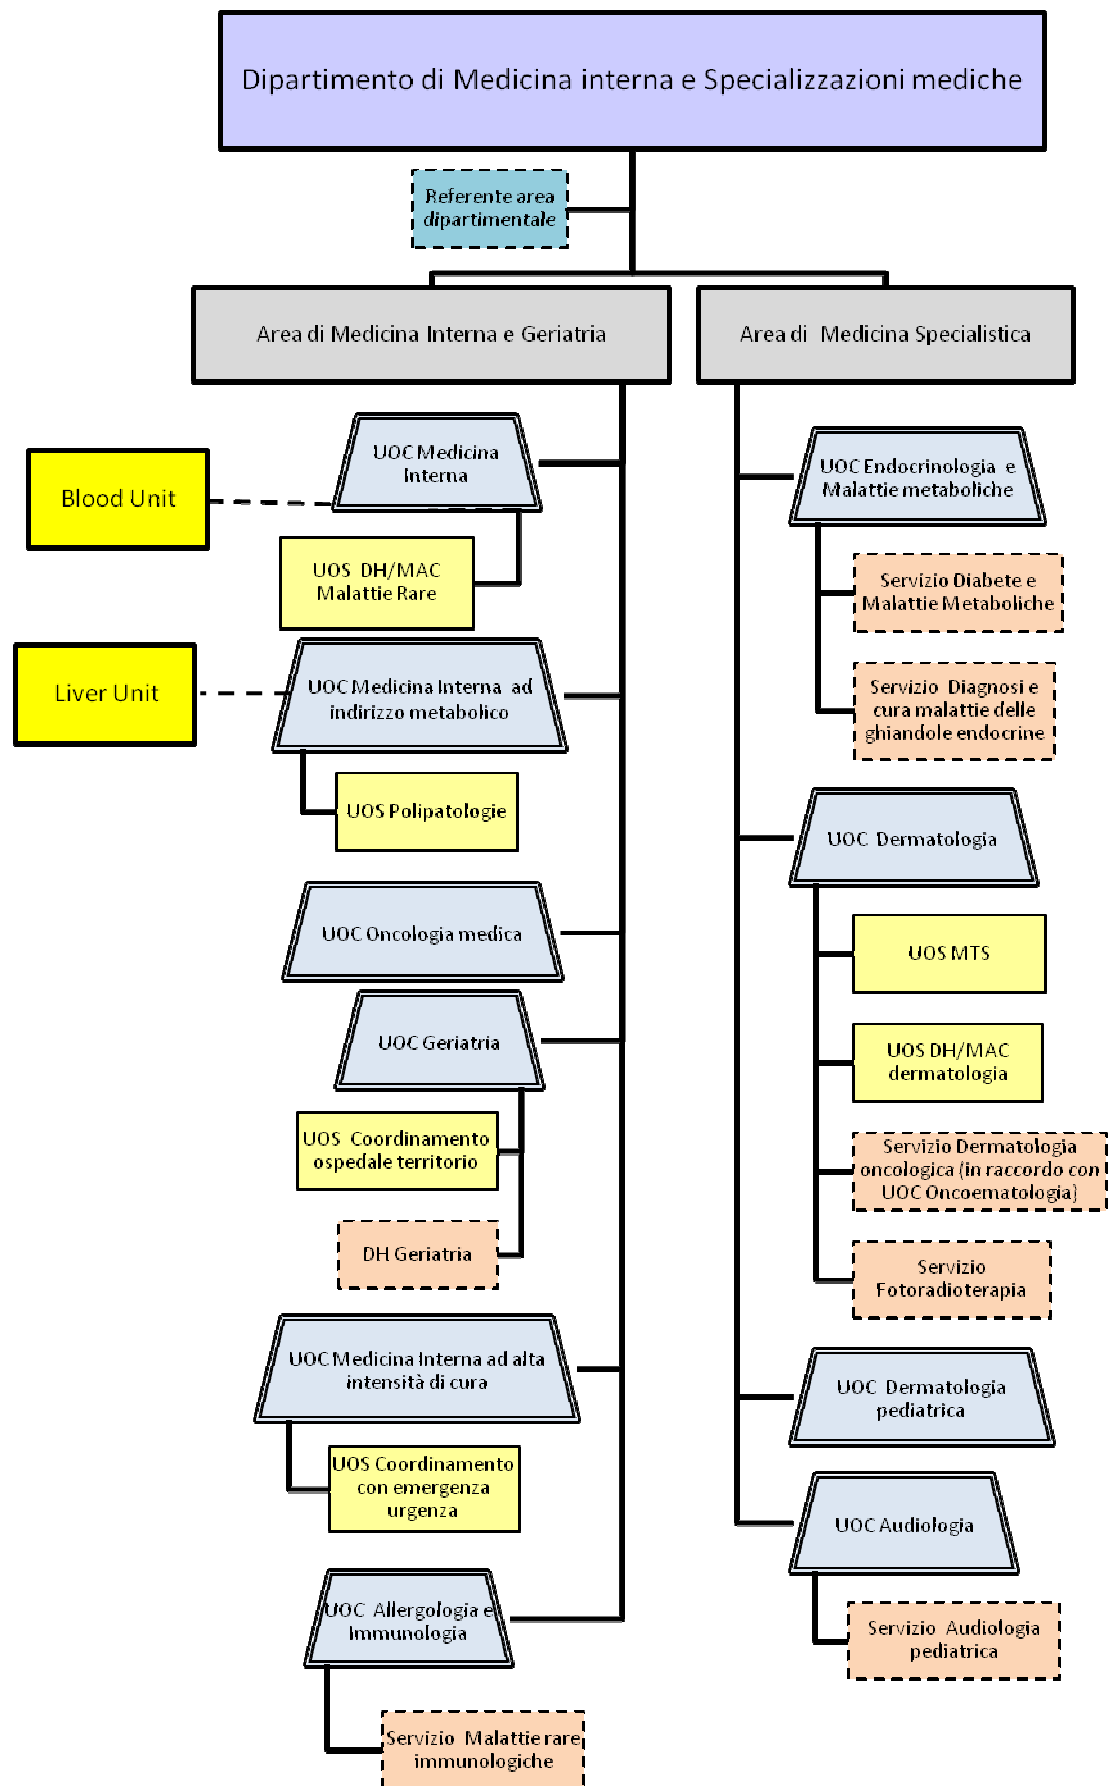 Dipartimento di Medicina interna e Specializzazioni mediche
Referente area
dipartimentale
Area di Medicina Interna e Geriatria
Area di Medicina Specialistica
UOC Medicina
Interna
Blood Unit
UOS DH/MAC
Malattie Rare
Liver Unit
UOC Medicina Interna ad
indirizzo metabolico
UOS Polipatologie
UOC Oncologia medica
UOC Geriatria
UOS Coordinamento
ospedale territorio
DH Geriatria
UOC Medicina Interna ad alta
intensità di cura
UOS Coordinamento
con emergenza
urgenza
UOC Allergologia e
Immunologia
Servizio Malattie rare
immunologiche
UOC Endocrinologia e
Malattie metaboliche
Servizio Diabete e
Malattie Metaboliche
Servizio Diagnosi e
cura malattie delle
ghiandole endocrine
UOC Dermatologia
UOS MTS
UOS DH/MAC
dermatologia
Servizio Dermatologia
oncologica (in raccordo con
UOC Oncoematologia)
Servizio
Fotoradioterapia
UOC Dermatologia
pediatrica
UOC Audiologia
Servizio Audiologia
pediatrica